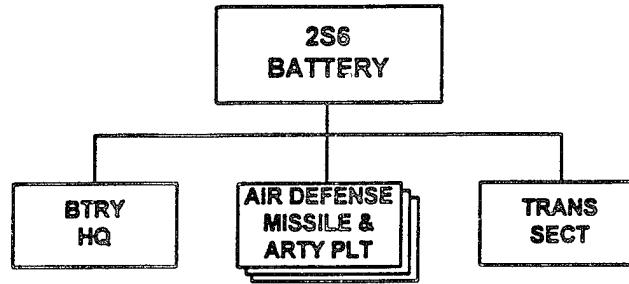 2S6
BATTERY
BTRY
HQ
AIR DEFENSE
MISSILE &
ARTY PLT
TRANS
SECT